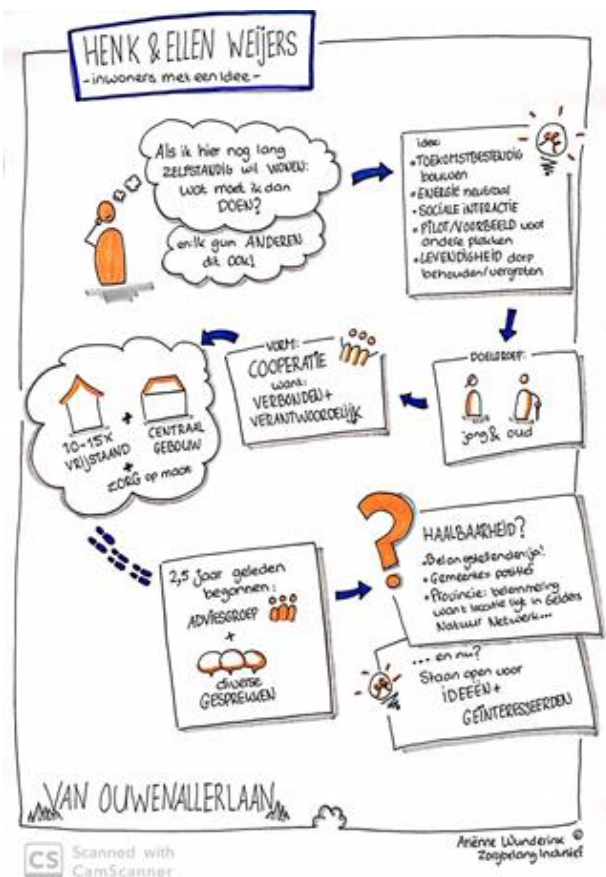 HENK & ELLEN WEIJERS
- inwoners met een idee -
Als ik hier nog lang
ZELFSTANDIG wil WONEN:
wat moet ik dan
DOEN?
en: Ik gun ANDEREN
dit OOK!
idee:
• TOEKOMSTBESTENDIG
bouwen
• ENERGIE neutraal
• SOCIALE INTERACTIE
• PILOT/VOORBEELD voor
andere plekken
• LEVENDIGHEID dorp
behouden/vergroten
DOELGROEP:
jong & oud
VORM:
COOPERATIE
want:
VERBONDEN +
VERANTWOORDELIJK
10-15x
VRIJSTAAND
+
CENTRAAL
GEBOUW
+
ZORG op maat
2,5 jaar geleden
begonnen:
ADVIESGROEP
+
diverse
GESPREKKEN
?
HAALBAARHEID?
• Belangstellenden: ja!
• Gemeente: positief
• Provincie: belemmering
want locatie ligt in Gelders
Natuur Netwerk...
... en nu?
Staan open voor
IDEEËN +
GEÏNTERESSEERDEN
VAN OUWENALLERLAAN
Ariënne Wunderink ©
Zorgbelang Inclusief
CS Scanned with
CamScanner